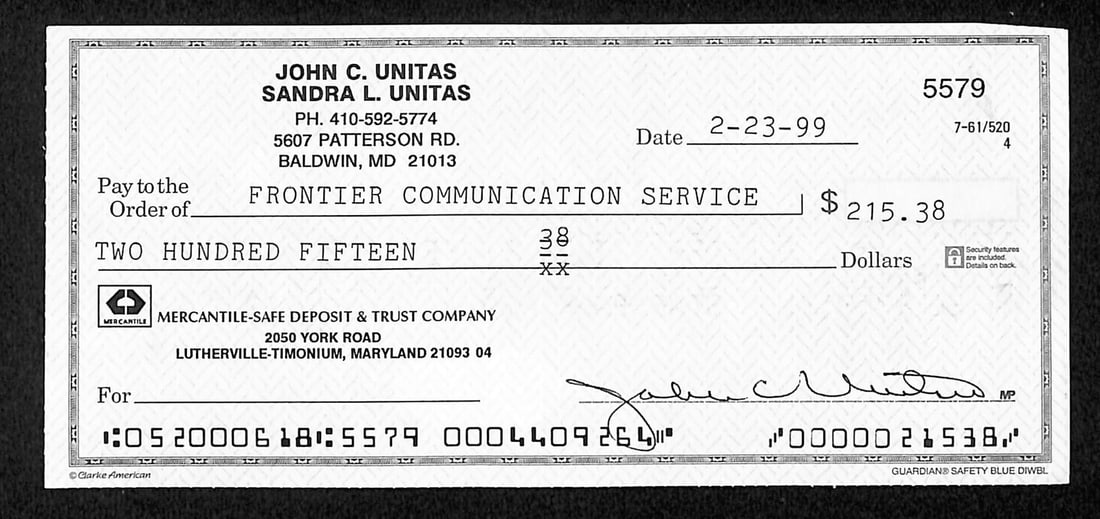 JOHN C. UNITAS
SANDRA L. UNITAS
PH. 410-592-5774
5607 PATTERSON RD.
BALDWIN, MD 21013
5579
Date 2-23-99
7-61/520
4
Pay to the
Order of FRONTIER COMMUNICATION SERVICE $ 215.38
TWO HUNDRED FIFTEEN 38/XX Dollars
Security features
are included.
Details on back.
MERCANTILE
MERCANTILE-SAFE DEPOSIT & TRUST COMPANY
2050 YORK ROAD
LUTHERVILLE-TIMONIUM, MARYLAND 21093 04
For
John C Unitas
MP
⑆052000618⑆5579 0004409264⑈ ⑈0000021538⑈
© Clarke American
GUARDIAN® SAFETY BLUE DIWBL